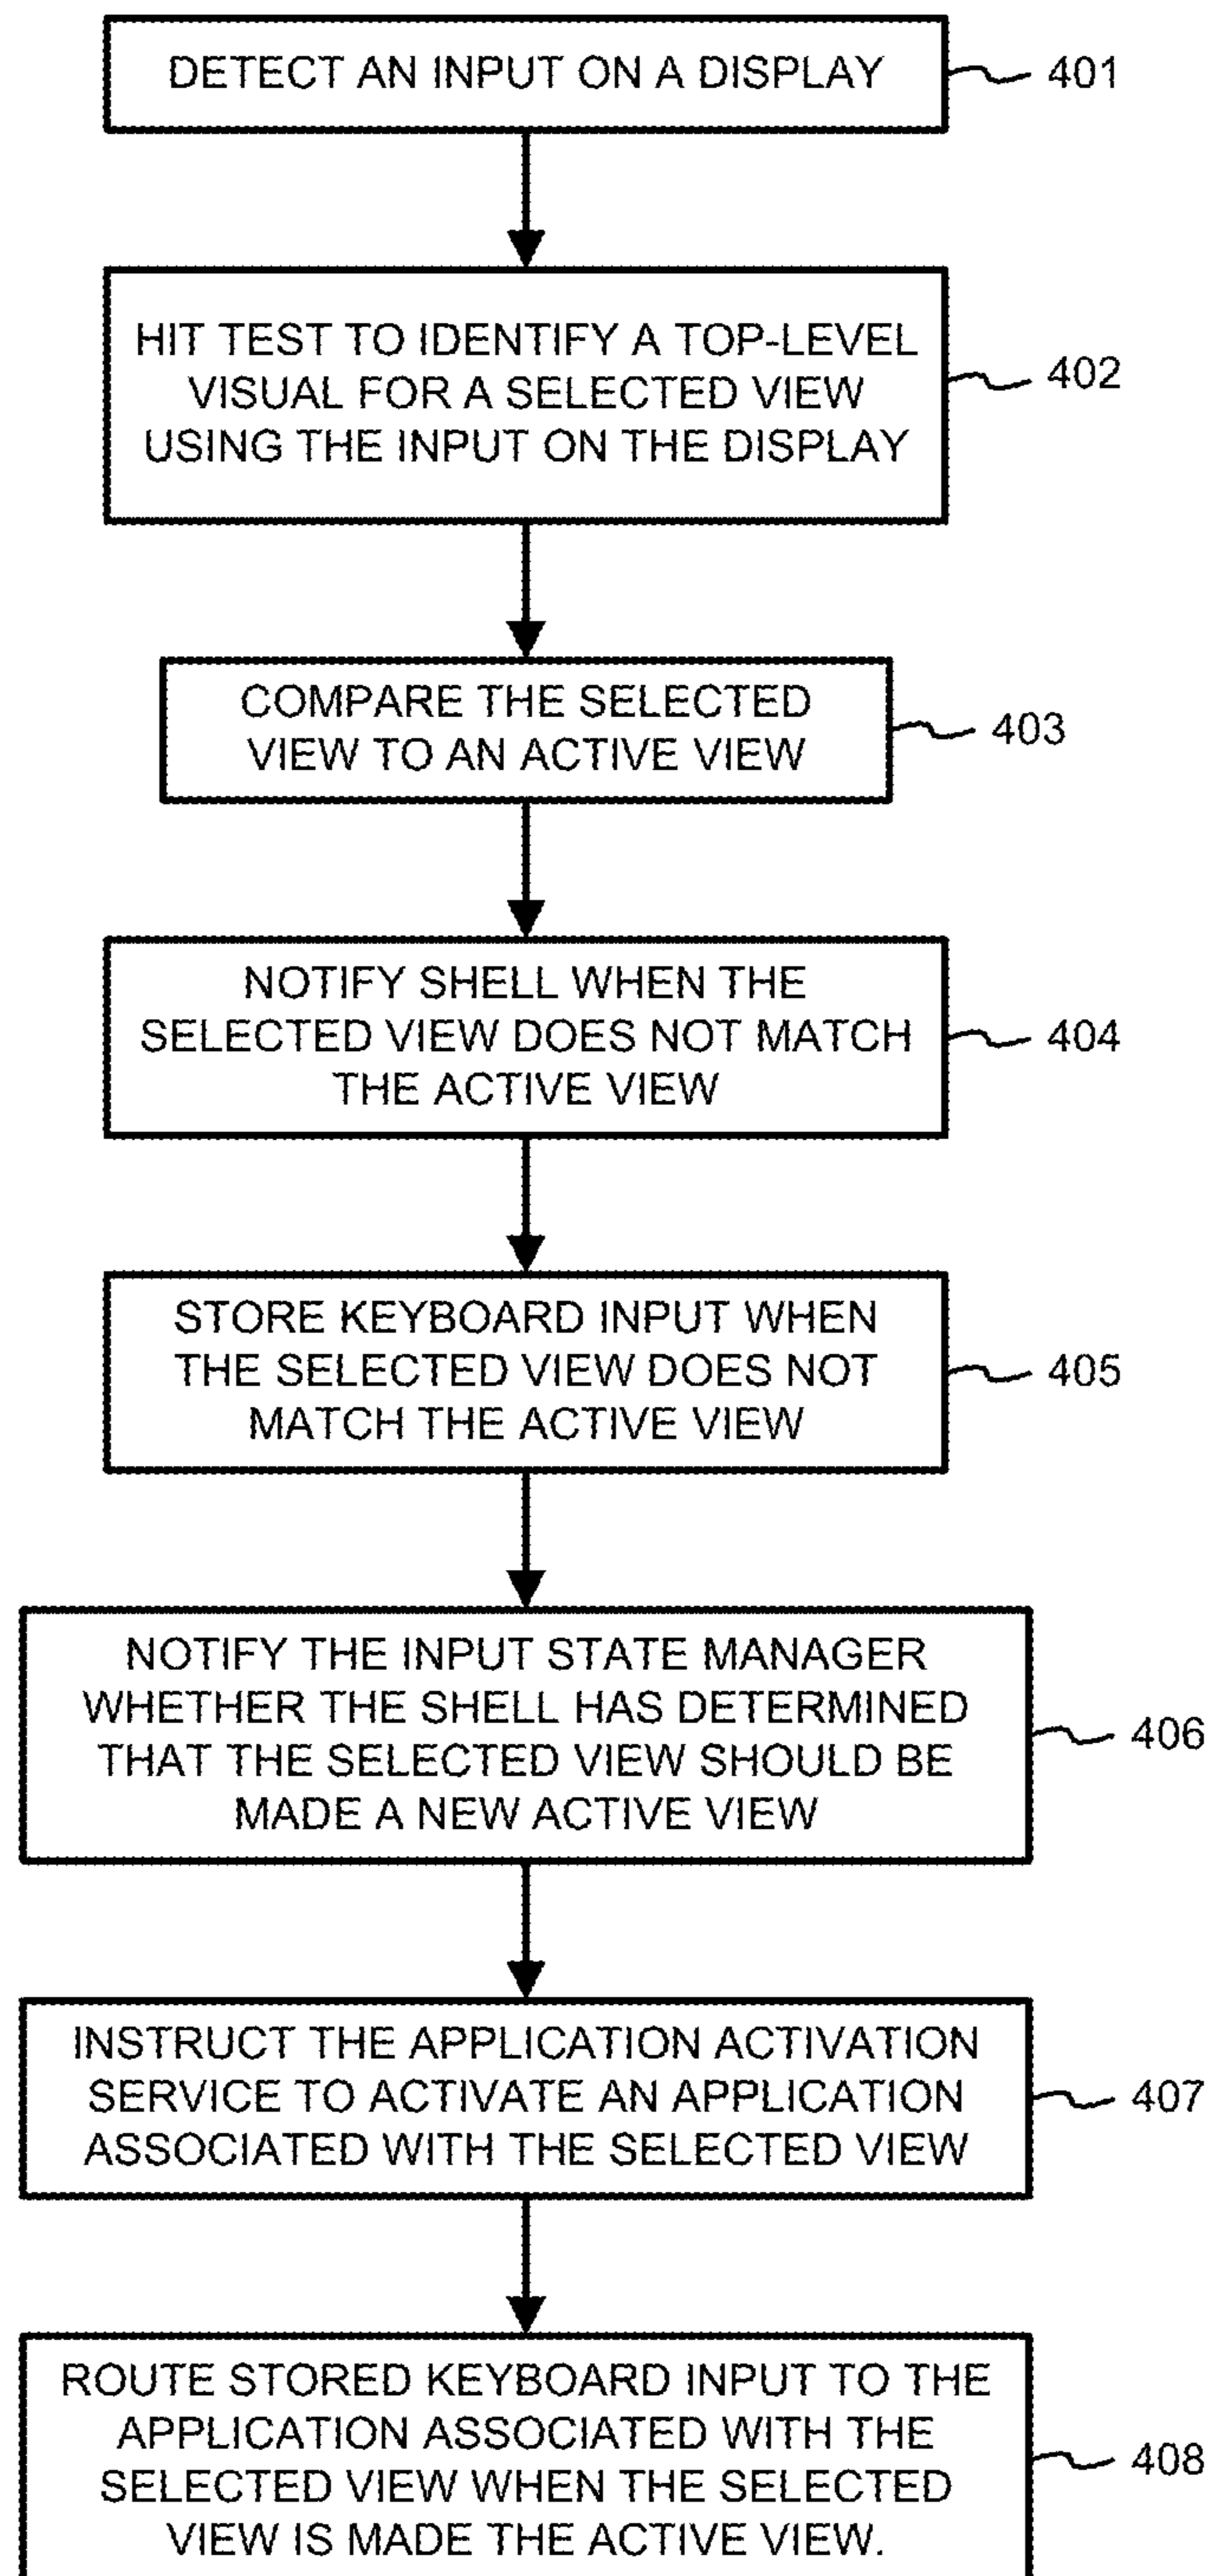 DETECT AN INPUT ON A DISPLAY
401
HIT TEST TO IDENTIFY A TOP-LEVEL
VISUAL FOR A SELECTED VIEW
USING THE INPUT ON THE DISPLAY
402
COMPARE THE SELECTED
VIEW TO AN ACTIVE VIEW
403
NOTIFY SHELL WHEN THE
SELECTED VIEW DOES NOT MATCH
THE ACTIVE VIEW
404
STORE KEYBOARD INPUT WHEN
THE SELECTED VIEW DOES NOT
MATCH THE ACTIVE VIEW
405
NOTIFY THE INPUT STATE MANAGER
WHETHER THE SHELL HAS DETERMINED
THAT THE SELECTED VIEW SHOULD BE
MADE A NEW ACTIVE VIEW
406
INSTRUCT THE APPLICATION ACTIVATION
SERVICE TO ACTIVATE AN APPLICATION
ASSOCIATED WITH THE SELECTED VIEW
407
ROUTE STORED KEYBOARD INPUT TO THE
APPLICATION ASSOCIATED WITH THE
SELECTED VIEW WHEN THE SELECTED
VIEW IS MADE THE ACTIVE VIEW.
408